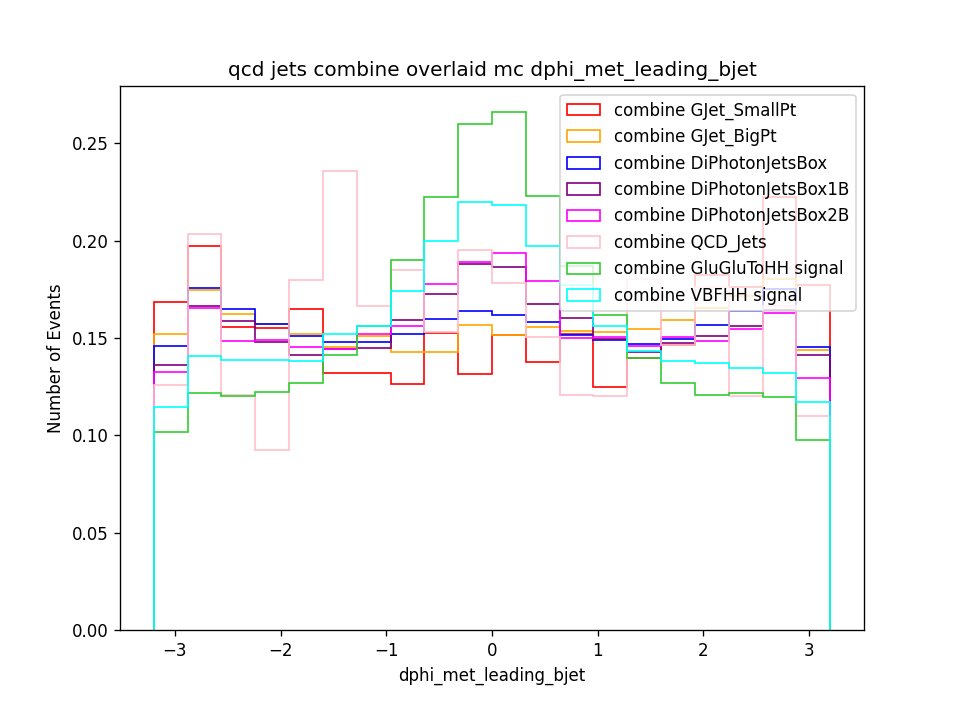 qcd jets combine overlaid mc dphi_met_leading_bjet
combine GJet_SmallPt
combine GJet_BigPt
combine DiPhotonJetsBox
combine DiPhotonJetsBox1B
combine DiPhotonJetsBox2B
combine QCD_Jets
combine GluGluToHH signal
combine VBFHH signal
Number of Events
0.25
0.20
0.15
0.10
0.05
0.00
−3 −2 −1 0 1 2 3
dphi_met_leading_bjet